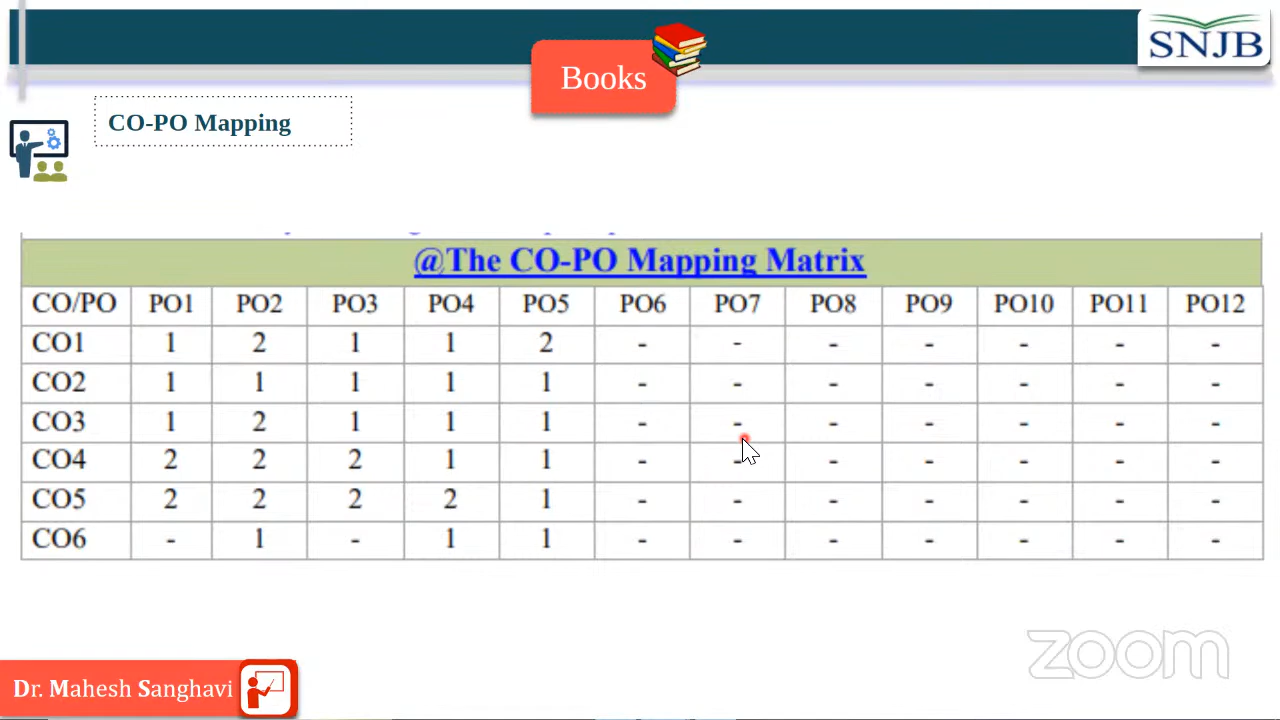 SNJB
Books
CO-PO Mapping
@The CO-PO Mapping Matrix
CO/PO PO1 PO2 PO3 PO4 PO5 PO6 PO7 PO8 PO9 PO10 PO11 PO12
CO1 1 2 1 1 2 - - - - - - -
CO2 1 1 1 1 1 - - - - - - -
CO3 1 2 1 1 1 - - - - - - -
CO4 2 2 2 1 1 - - - - - - -
CO5 2 2 2 2 1 - - - - - - -
CO6 - 1 - 1 1 - - - - - - -
zoom
Dr. Mahesh Sanghavi